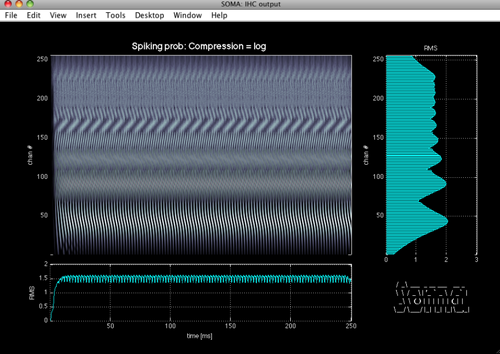 SOMA: IHC output
File Edit View Insert Tools Desktop Window Help
Spiking prob: Compression = log
RMS
250
200
150
100
50
chan #
250
200
150
100
50
chan #
0 1 2 3
2
1.5
1
0.5
0
RMS
50 100 150 200 250
time [ms]